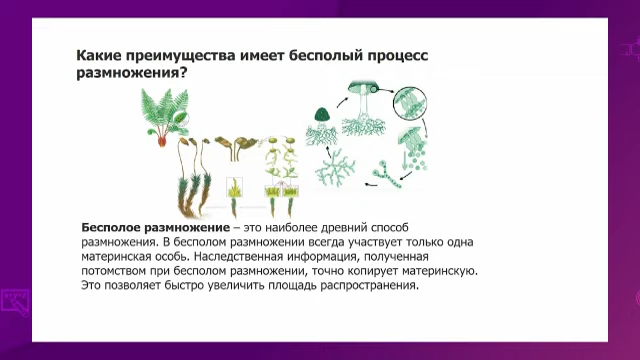 Какие преимущества имеет бесполый процесс
размножения?
Бесполое размножение – это наиболее древний способ
размножения. В бесполом размножении всегда участвует только одна
материнская особь. Наследственная информация, полученная
потомством при бесполом размножении, точно копирует материнскую.
Это позволяет быстро увеличить площадь распространения.